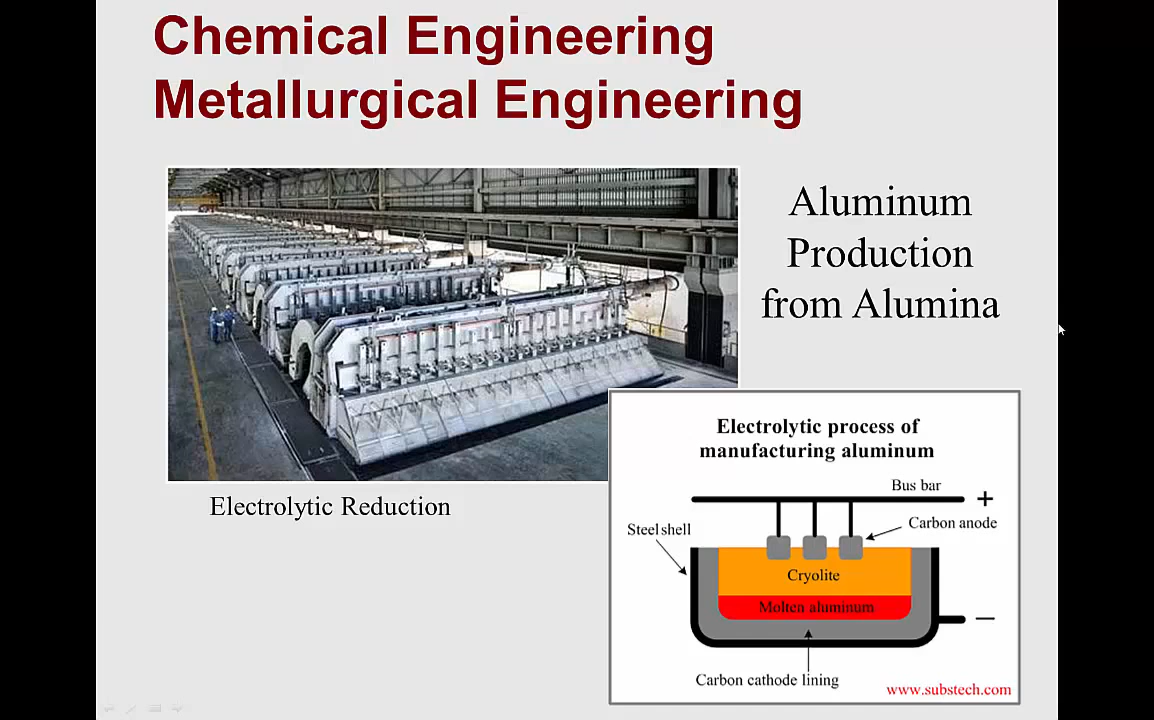 Chemical Engineering
Metallurgical Engineering
Aluminum
Production
from Alumina
Electrolytic Reduction
Electrolytic process of
manufacturing aluminum
Bus bar
+
Carbon anode
Steel shell
Cryolite
Molten aluminum
−
Carbon cathode lining
www.substech.com